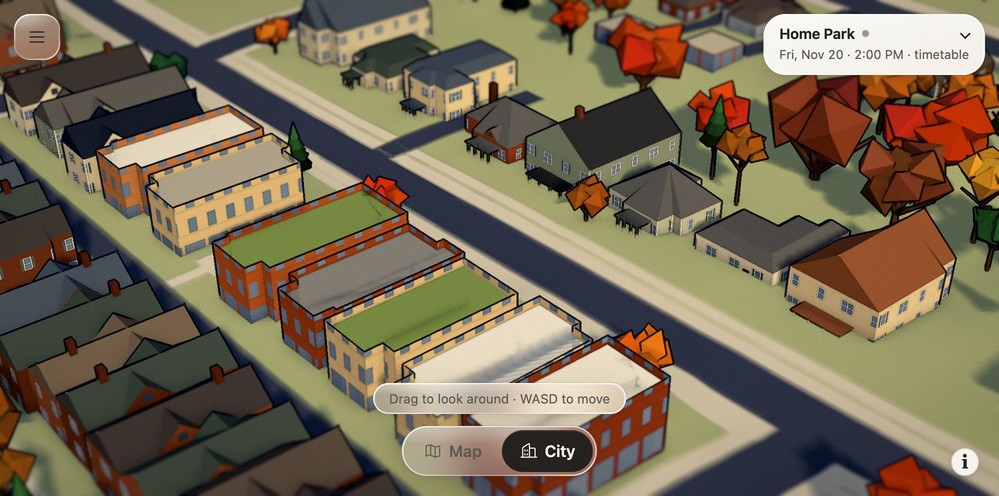 Home Park
Fri, Nov 20 · 2:00 PM · timetable
Drag to look around · WASD to move
Map
City
i